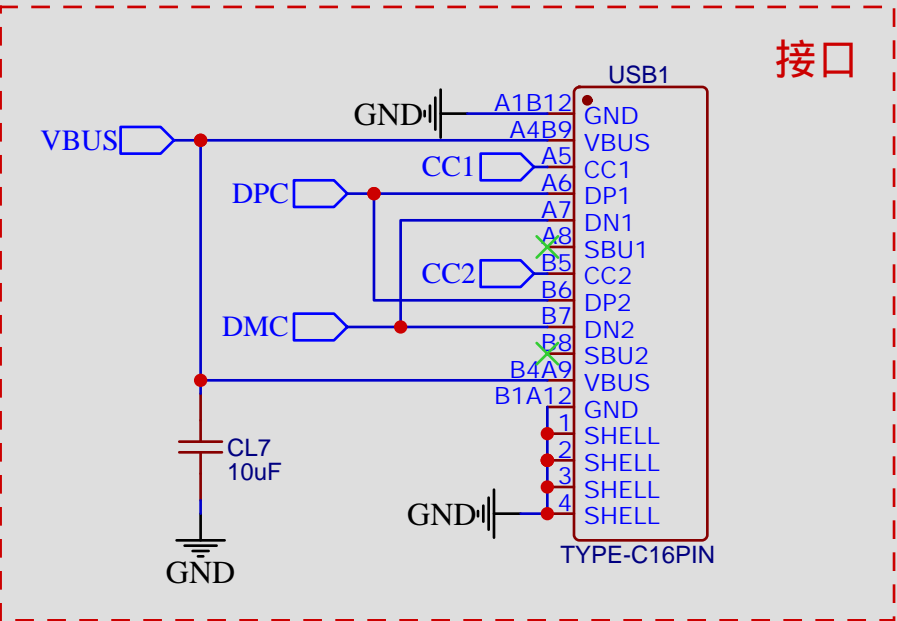 接口
USB1
GND
A1B12
GND
VBUS
A4B9
VBUS
CC1
A5
CC1
DPC
A6
DP1
A7
DN1
A8
SBU1
CC2
B5
CC2
B6
DP2
DMC
B7
DN2
B8
SBU2
B4A9
VBUS
B1A12
GND
1
SHELL
2
SHELL
3
SHELL
4
SHELL
CL7
10uF
GND
TYPE-C16PIN
GND